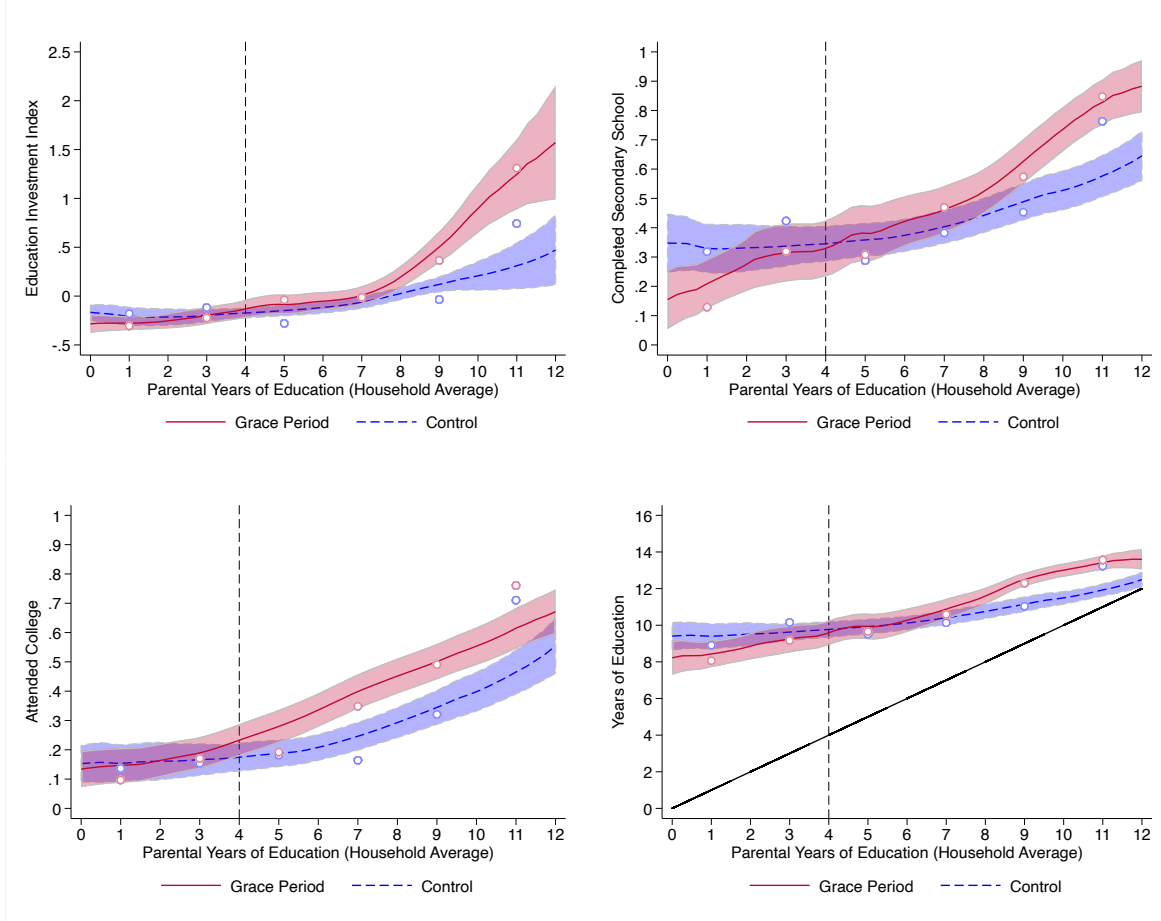 Education Investment Index
2.5
2
1.5
1
.5
0
-.5
0 1 2 3 4 5 6 7 8 9 10 11 12
Parental Years of Education (Household Average)
Grace Period Control
Completed Secondary School
1
.9
.8
.7
.6
.5
.4
.3
.2
.1
0
0 1 2 3 4 5 6 7 8 9 10 11 12
Parental Years of Education (Household Average)
Grace Period Control
Attended College
1
.9
.8
.7
.6
.5
.4
.3
.2
.1
0
0 1 2 3 4 5 6 7 8 9 10 11 12
Parental Years of Education (Household Average)
Grace Period Control
Years of Education
16
14
12
10
8
6
4
2
0
0 1 2 3 4 5 6 7 8 9 10 11 12
Parental Years of Education (Household Average)
Grace Period Control